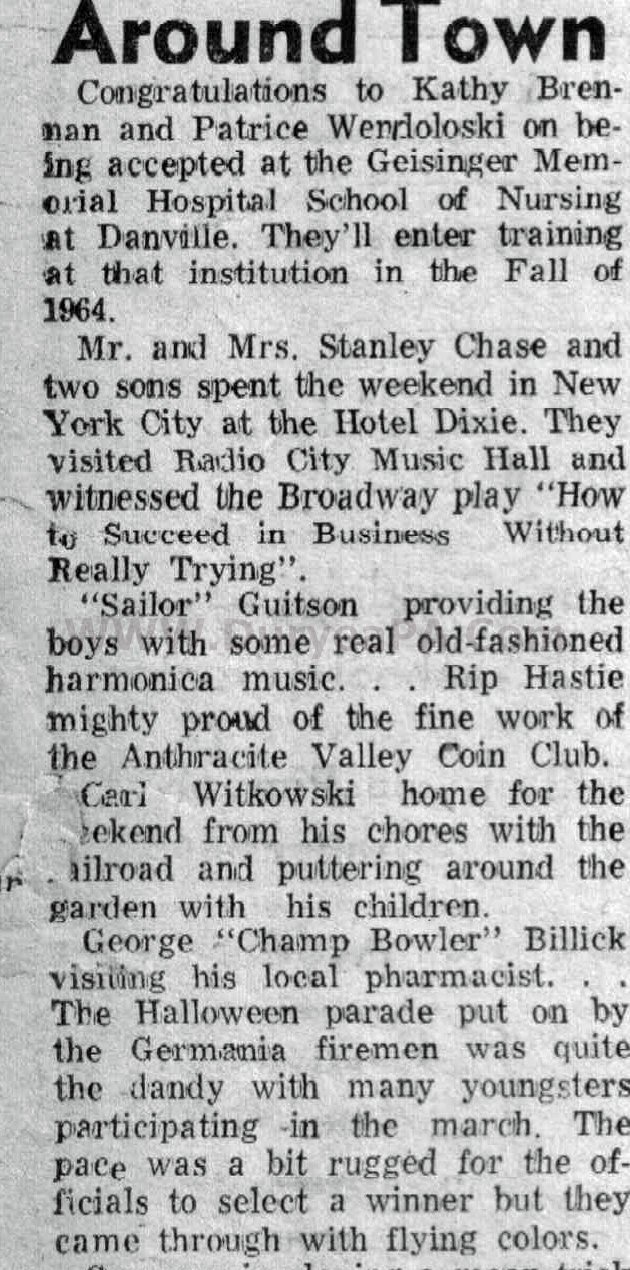 Around Town
Congratulations to Kathy Bren-
nan and Patrice Wendoloski on be-
ing accepted at the Geisinger Mem-
orial Hospital School of Nursing
at Danville. They'll enter training
at that institution in the Fall of
1964.
Mr. and Mrs. Stanley Chase and
two sons spent the weekend in New
York City at the Hotel Dixie. They
visited Radio City Music Hall and
witnessed the Broadway play "How
to Succeed in Business Without
Really Trying".
"Sailor" Guitson providing the
boys with some real old-fashioned
harmonica music. . . Rip Hastie
mighty proud of the fine work of
the Anthracite Valley Coin Club.
Carl Witkowski home for the
eekend from his chores with the
ailroad and puttering around the
garden with his children.
George "Champ Bowler" Billick
visiting his local pharmacist. . .
The Halloween parade put on by
the Germania firemen was quite
the dandy with many youngsters
participating in the march. The
pace was a bit rugged for the of-
ficials to select a winner but they
came through with flying colors.